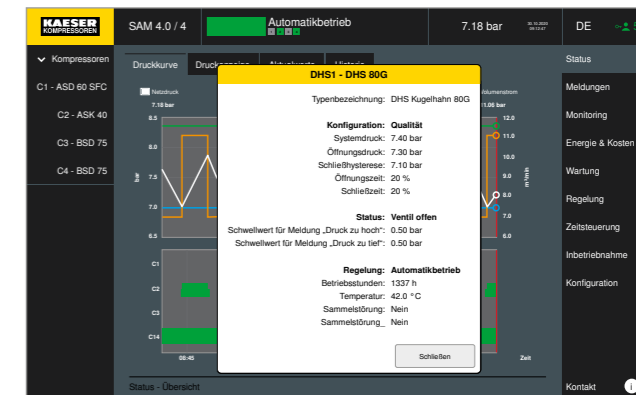 KAESER
KOMPRESSOREN
SAM 4.0 / 4
Automatikbetrieb
7.18 bar
DE
Kompressoren
C1 - ASD 60 SFC
C2 - ASK 40
C3 - BSD 75
C4 - BSD 75
Druckkurve
Netzdruck
7.18 bar
11.06 bar
8.5
8.0
7.5
7.0
6.5
bar
12.0
11.0
10.0
9.0
8.0
7.0
6.0
m³/min
C1
C2
C3
C14
08:45
Zeit
DHS1 - DHS 80G
Typenbezeichnung: DHS Kugelhahn 80G
Konfiguration: Qualität
Systemdruck: 7.40 bar
Öffnungsdruck: 7.30 bar
Schließhysterese: 7.10 bar
Öffnungszeit: 20 %
Schließzeit: 20 %
Status: Ventil offen
Schwellwert für Meldung „Druck zu hoch“: 0.50 bar
Schwellwert für Meldung „Druck zu tief“: 0.50 bar
Regelung: Automatikbetrieb
Betriebsstunden: 1337 h
Temperatur: 42.0 °C
Sammelstörung: Nein
Sammelstörung_ Nein
Schließen
Status
Meldungen
Monitoring
Energie & Kosten
Wartung
Regelung
Zeitsteuerung
Inbetriebnahme
Konfiguration
Status - Übersicht
Kontakt
i